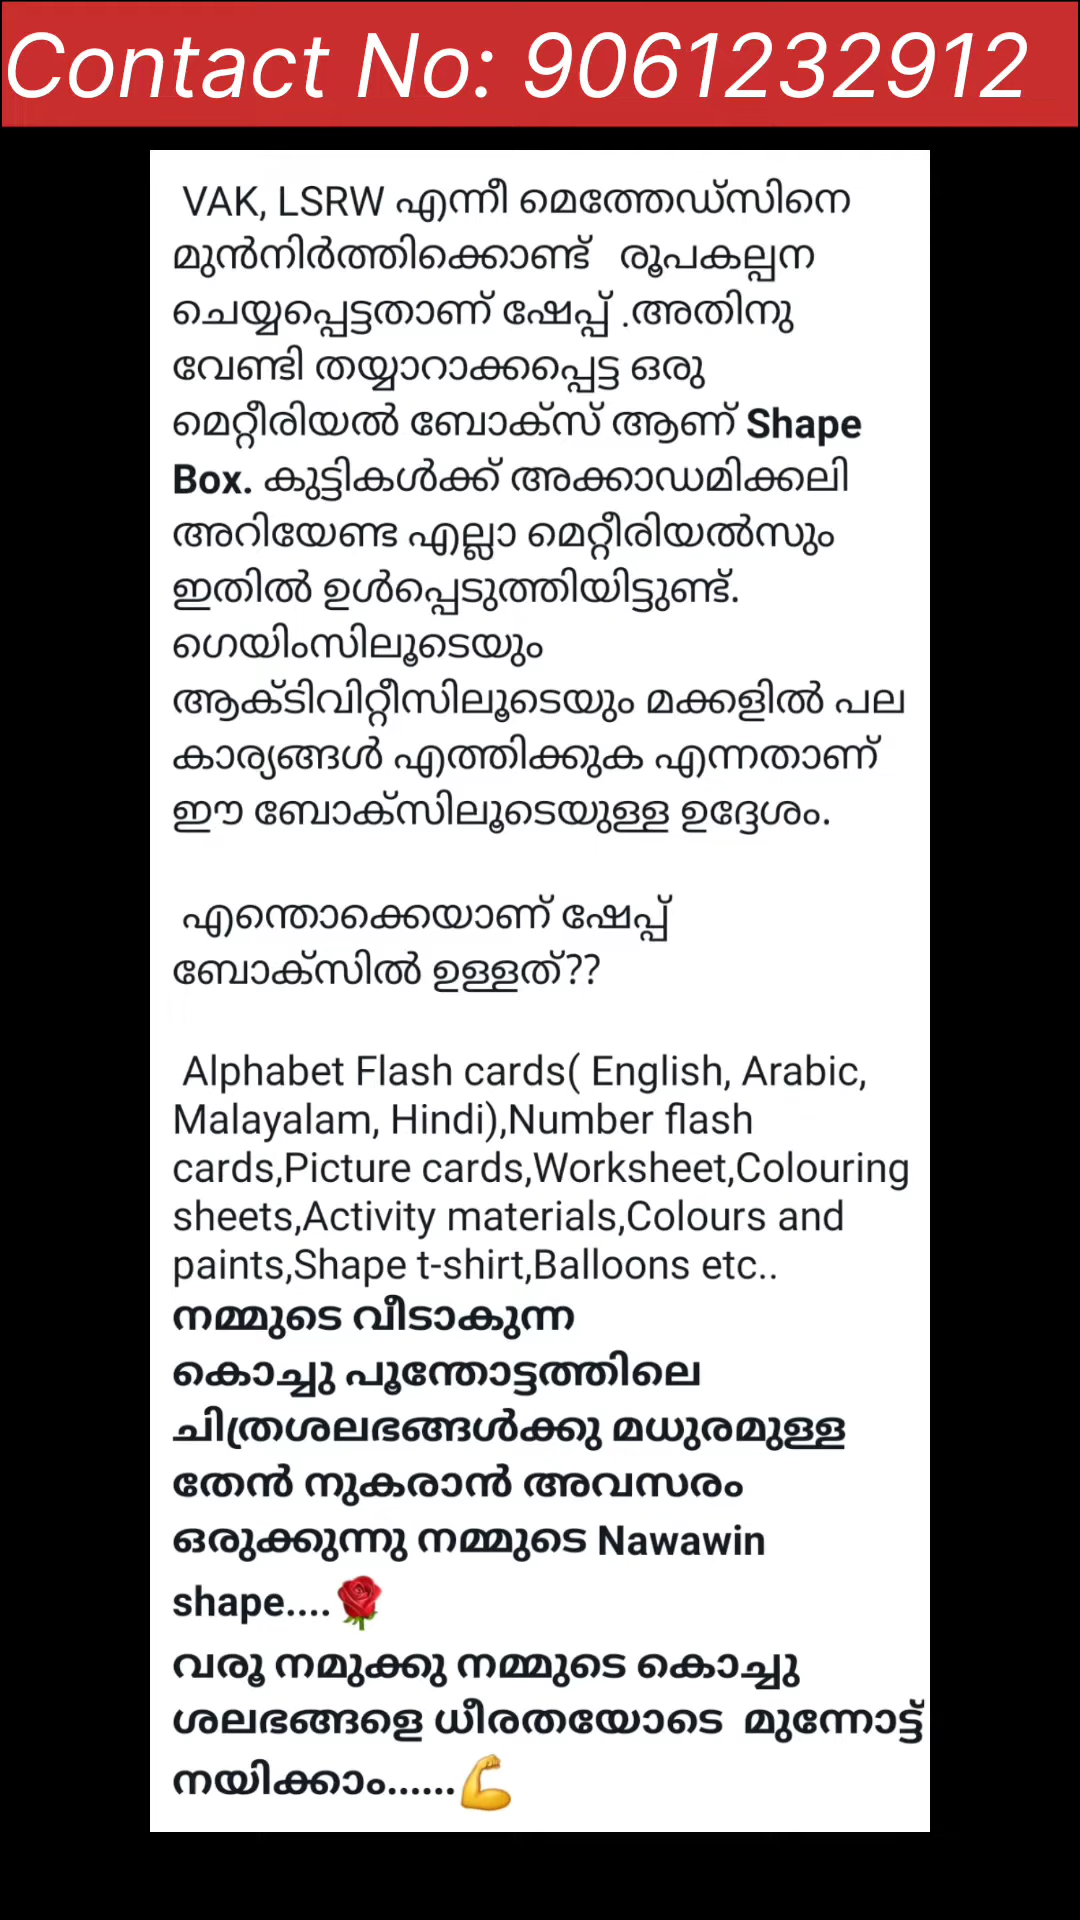 Contact No: 9061232912
VAK, LSRW എന്നീ മെത്തേഡ്സിനെ
മുൻനിർത്തിക്കൊണ്ട് രൂപകല്പന
ചെയ്യപ്പെട്ടതാണ് ഷേപ്പ് .അതിനു
വേണ്ടി തയ്യാറാക്കപ്പെട്ട ഒരു
മെറ്റീരിയൽ ബോക്സ് ആണ് Shape
Box. കുട്ടികൾക്ക് അക്കാഡമിക്കലി
അറിയേണ്ട എല്ലാ മെറ്റീരിയൽസും
ഇതിൽ ഉൾപ്പെടുത്തിയിട്ടുണ്ട്.
ഗെയിംസിലൂടെയും
ആക്ടിവിറ്റീസിലൂടെയും മക്കളിൽ പല
കാര്യങ്ങൾ എത്തിക്കുക എന്നതാണ്
ഈ ബോക്സിലൂടെയുള്ള ഉദ്ദേശം.
എന്തൊക്കെയാണ് ഷേപ്പ്
ബോക്സിൽ ഉള്ളത്??
Alphabet Flash cards( English, Arabic,
Malayalam, Hindi),Number flash
cards,Picture cards,Worksheet,Colouring
sheets,Activity materials,Colours and
paints,Shape t-shirt,Balloons etc..
നമ്മുടെ വീടാകുന്ന
കൊച്ചു പൂന്തോട്ടത്തിലെ
ചിത്രശലഭങ്ങൾക്കു മധുരമുള്ള
തേൻ നുകരാൻ അവസരം
ഒരുക്കുന്നു നമ്മുടെ Nawawin
shape....🌹
വരൂ നമുക്കു നമ്മുടെ കൊച്ചു
ശലഭങ്ങളെ ധീരതയോടെ മുന്നോട്ട്
നയിക്കാം......💪